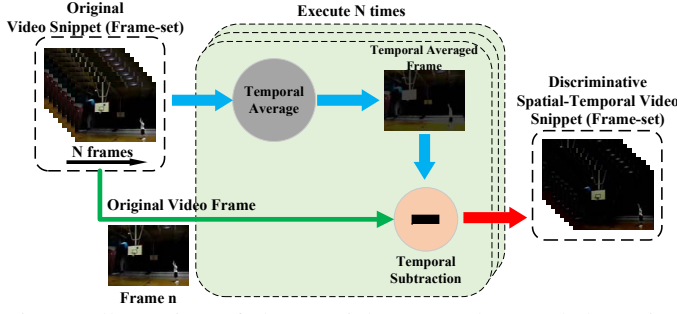 Original
Video Snippet (Frame-set)
N frames
Execute N times
Temporal
Average
Temporal Averaged
Frame
Discriminative
Spatial-Temporal Video
Snippet (Frame-set)
Original Video Frame
Frame n
Temporal
Subtraction